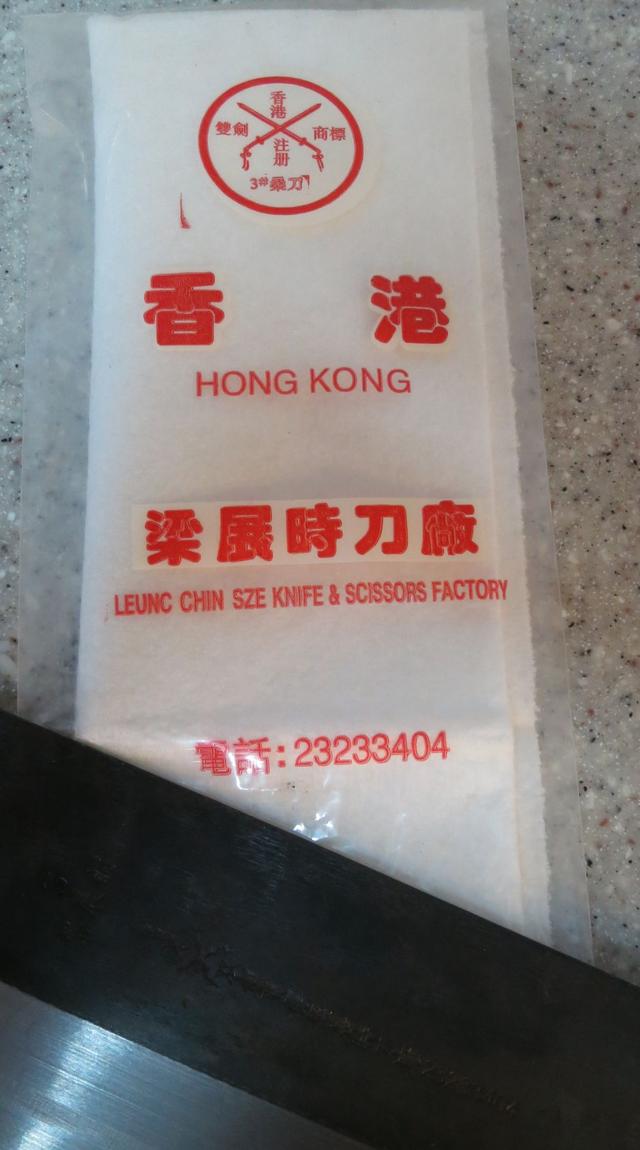 香港
雙劍 商標
注册
3#桑刀
香港
HONG KONG
梁展時刀廠
LEUNC CHIN SZE KNIFE & SCISSORS FACTORY
電話:23233404